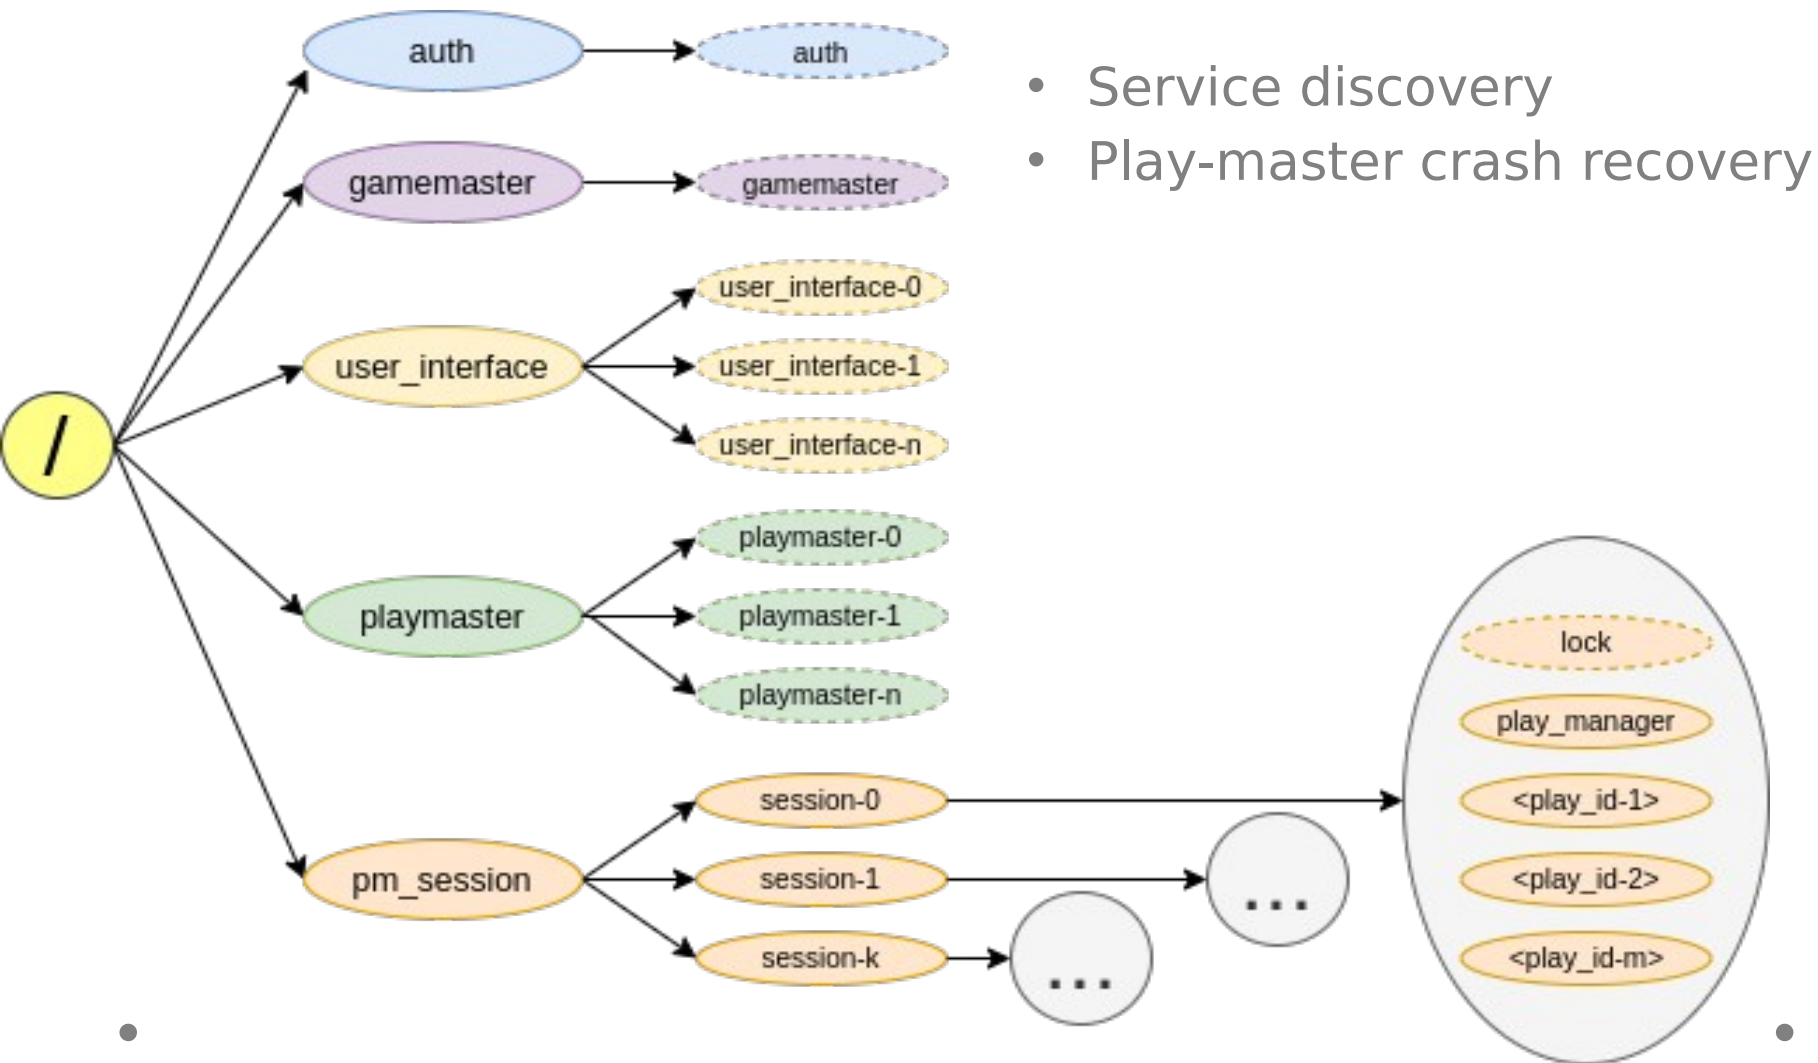 auth
auth
• Service discovery
• Play-master crash recovery
gamemaster
gamemaster
user_interface
user_interface-0
user_interface-1
user_interface-n
/
playmaster
playmaster-0
playmaster-1
playmaster-n
pm_session
session-0
session-1
session-k
...
...
lock
play_manager
<play_id-1>
<play_id-2>
<play_id-m>